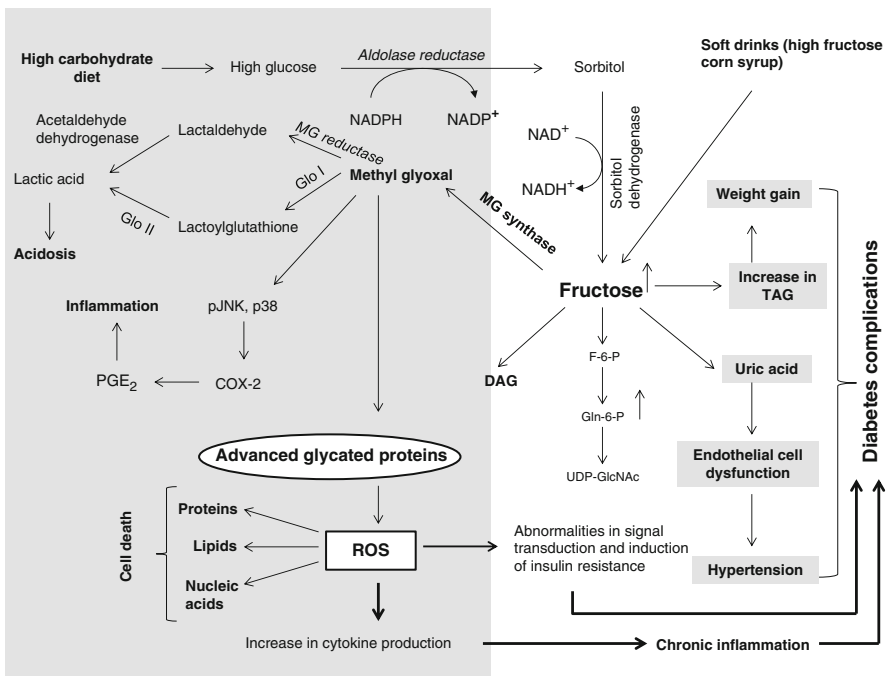 High carbohydrate
diet
High glucose
Aldolase reductase
Sorbitol
Soft drinks (high fructose
corn syrup)
NADPH
NADP+
Acetaldehyde
dehydrogenase
Lactaldehyde
MG reductase
NAD+
NADH+
Sorbitol
dehydrogenase
Lactic acid
Glo I
Methyl glyoxal
Glo II
Lactoylglutathione
MG synthase
Weight gain
Acidosis
Fructose
Increase in
TAG
Inflammation
pJNK, p38
F-6-P
DAG
Uric acid
PGE2
COX-2
Gln-6-P
Diabetes complications
Advanced glycated proteins
UDP-GlcNAc
Endothelial cell
dysfunction
Cell death
Proteins
Lipids
Nucleic
acids
ROS
Abnormalities in signal
transduction and induction
of insulin resistance
Hypertension
Increase in cytokine production
Chronic inflammation